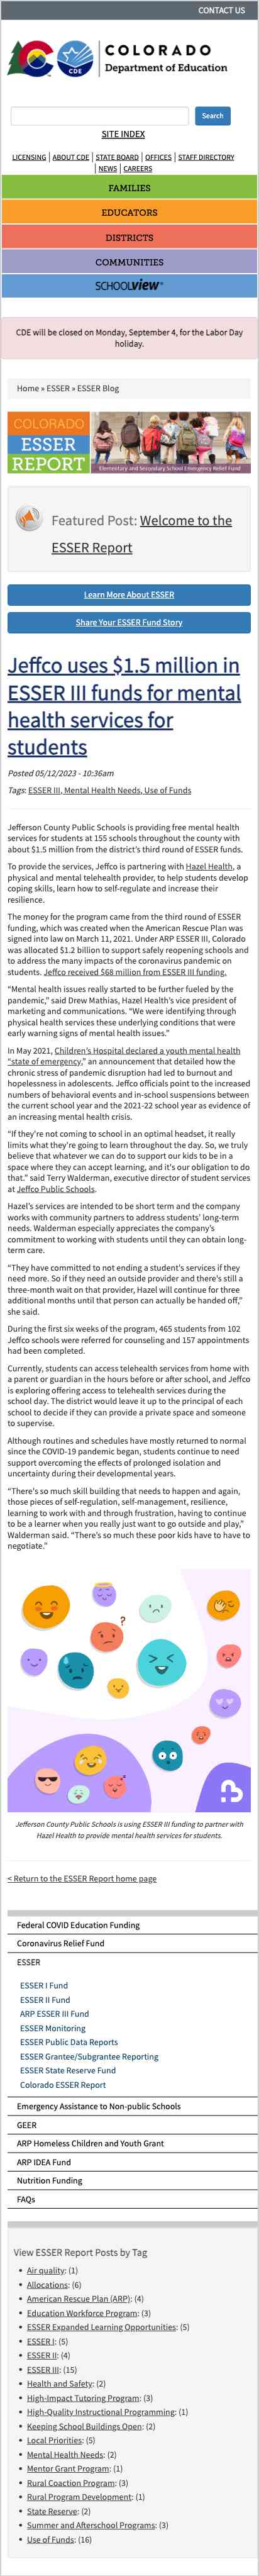 CONTACT US
COLORADO
Department of Education
CDE
Search
SITE INDEX
LICENSING | ABOUT CDE | STATE BOARD | OFFICES | STAFF DIRECTORY
| NEWS | CAREERS
FAMILIES
EDUCATORS
DISTRICTS
COMMUNITIES
SCHOOLVIEW
CDE will be closed on Monday, September 4, for the Labor Day
holiday.
Home » ESSER » ESSER Blog
COLORADO
ESSER
REPORT
Elementary and Secondary School Emergency Relief Fund
Featured Post: Welcome to the
ESSER Report
Learn More About ESSER
Share Your ESSER Fund Story
Jeffco uses $1.5 million in
ESSER III funds for mental
health services for
students
Posted 05/12/2023 - 10:36am
Tags: ESSER III, Mental Health Needs, Use of Funds
Jefferson County Public Schools is providing free mental health
services for students at 155 schools throughout the county with
about $1.5 million from the district's third round of ESSER funds.
To provide the services, Jeffco is partnering with Hazel Health, a
physical and mental telehealth provider, to help students develop
coping skills, learn how to self-regulate and increase their
resilience.
The money for the program came from the third round of ESSER
funding, which was created when the American Rescue Plan was
signed into law on March 11, 2021. Under ARP ESSER III, Colorado
was allocated $1.2 billion to support safely reopening schools and
to address the many impacts of the coronavirus pandemic on
students. Jeffco received $68 million from ESSER III funding.
“Mental health issues really started to be further fueled by the
pandemic,” said Drew Mathias, Hazel Health’s vice president of
marketing and communications. “We were identifying through
physical health services these underlying conditions that were
early warning signs of mental health issues.”
In May 2021, Children’s Hospital declared a youth mental health
“state of emergency,” an announcement that detailed how the
chronic stress of pandemic disruption had led to burnout and
hopelessness in adolescents. Jeffco officials point to the increased
numbers of behavioral events and in-school suspensions between
the current school year and the 2021-22 school year as evidence of
an increasing mental health crisis.
“If they’re not coming to school in an optimal headset, it really
limits what they’re going to learn throughout the day. So, we truly
believe that whatever we can do to support our kids to be in a
place where they can accept learning, and it’s our obligation to do
that,” said Terry Walderman, executive director of student services
at Jeffco Public Schools.
Hazel’s services are intended to be short term and the company
works with community partners to address students’ long-term
needs. Walderman especially appreciates the company’s
commitment to working with students until they can obtain long-
term care.
“They have committed to not ending a student’s services if they
need more. So if they need an outside provider and there’s still a
three-month wait on that provider, Hazel will continue for three
additional months until that person can actually be handed off,”
she said.
During the first six weeks of the program, 465 students from 102
Jeffco schools were referred for counseling and 157 appointments
had been completed.
Currently, students can access telehealth services from home with
a parent or guardian in the hours before or after school, and Jeffco
is exploring offering access to telehealth services during the
school day. The district would leave it up to the principal of each
school to decide if they can provide a private space and someone
to supervise.
Although routines and schedules have mostly returned to normal
since the COVID-19 pandemic began, students continue to need
support overcoming the effects of prolonged isolation and
uncertainty during their developmental years.
“There’s so much skill building that needs to happen and again,
those pieces of self-regulation, self-management, resilience,
learning to work with and through frustration, having to continue
to be a learner when you really just want to go outside and play,”
Walderman said. “There’s so much these poor kids have to have to
negotiate.”
Jefferson County Public Schools is using ESSER III funding to partner with
Hazel Health to provide mental health services for students.
< Return to the ESSER Report home page
Federal COVID Education Funding
Coronavirus Relief Fund
ESSER
ESSER I Fund
ESSER II Fund
ARP ESSER III Fund
ESSER Monitoring
ESSER Public Data Reports
ESSER Grantee/Subgrantee Reporting
ESSER State Reserve Fund
Colorado ESSER Report
Emergency Assistance to Non-public Schools
GEER
ARP Homeless Children and Youth Grant
ARP IDEA Fund
Nutrition Funding
FAQs
View ESSER Report Posts by Tag
• Air quality: (1)
• Allocations: (6)
• American Rescue Plan (ARP): (4)
• Education Workforce Program: (3)
• ESSER Expanded Learning Opportunities: (5)
• ESSER I: (5)
• ESSER II: (4)
• ESSER III: (15)
• Health and Safety: (2)
• High-Impact Tutoring Program: (3)
• High-Quality Instructional Programming: (1)
• Keeping School Buildings Open: (2)
• Local Priorities: (5)
• Mental Health Needs: (2)
• Mentor Grant Program: (1)
• Rural Coaction Program: (3)
• Rural Program Development: (1)
• State Reserve: (2)
• Summer and Afterschool Programs: (3)
• Use of Funds: (16)